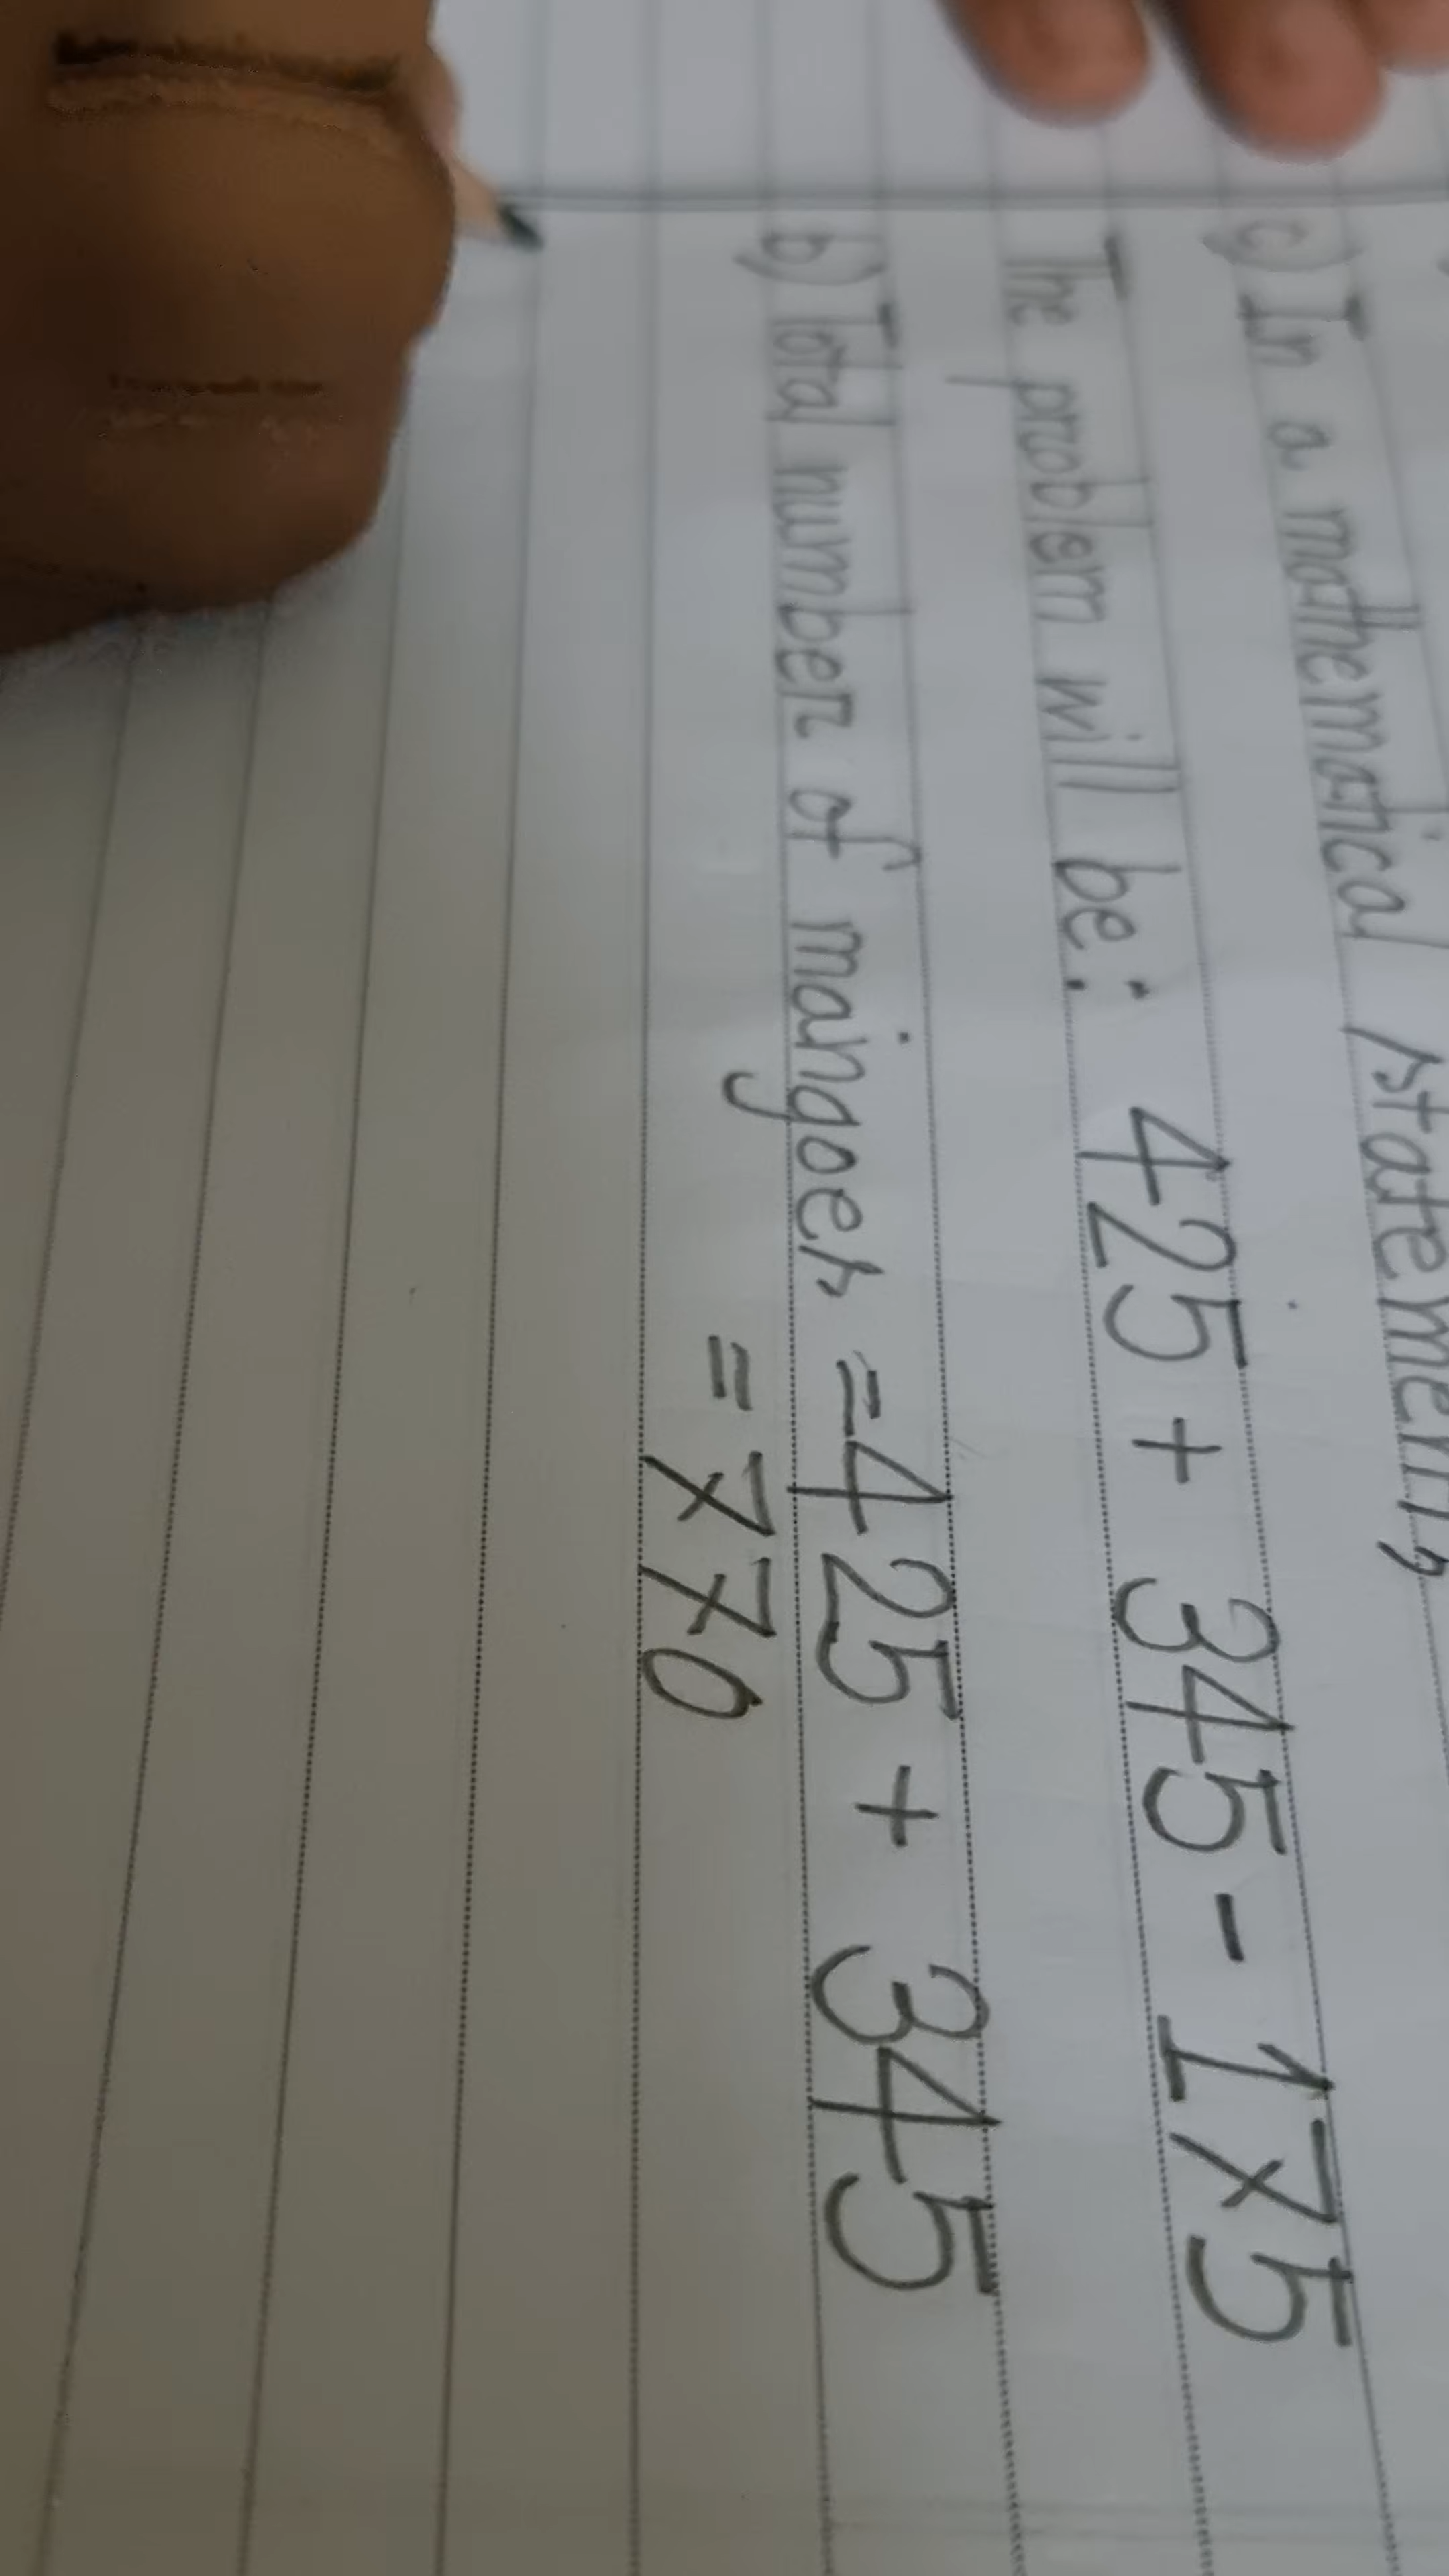 c) In a mathematical statement,
The problem will be: 425 + 345 - 175
b) Total number of maingoes = 425 + 345
= 770